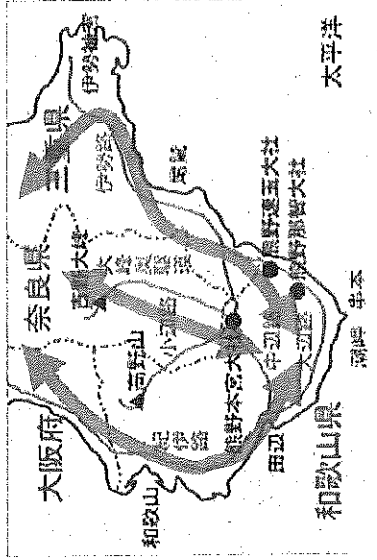 大阪府
奈良県
三重県
伊勢神宮
伊勢路
高野山
小辺路
大峰奥駈道
紀伊路
和歌山
尾鷲
熊野本宮大社
熊野速玉大社
熊野那智大社
中辺路
大辺路
田辺
和歌山県
潮岬
串本
太平洋